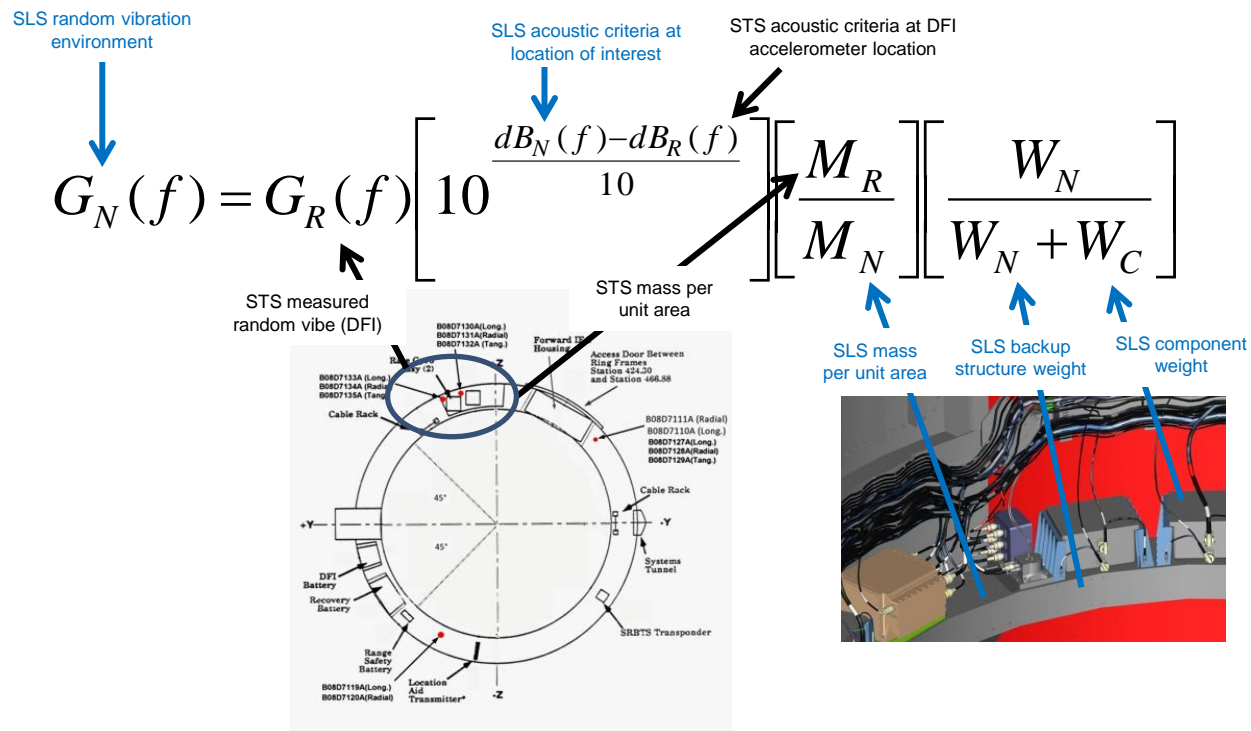 SLS random vibration
environment
SLS acoustic criteria at
location of interest
STS acoustic criteria at DFI
accelerometer location
G_N(f) = G_R(f)[10^{(dB_N(f)-dB_R(f))/10}][M_R/M_N][W_N/(W_N+W_C)]
STS measured
random vibe (DFI)
STS mass per
unit area
SLS mass
per unit area
SLS backup
structure weight
SLS component
weight
B08D7130A(Long.)
B08D7131A(Radial)
B08D7132A (Tang.)
-Z
Forward
Housing
Access Door Between
Ring Frames
Station 424.30
and Station 466.88
B08D7133A (Long.)
B08D7134A (Radia
B08D7135A (Tang
Cable Rack
B08D7111A (Radial)
B08D7110A (Long.)
B08D7127A(Long.)
B08D7128A(Radial)
B08D7129A(Tang.)
45°
Cable Rack
+Y
-Y
45°
Systems
Tunnel
DFI
Battery
Recovery
Battery
SRBTS Transponder
Range
Safety
Battery
B08D7119A(Long.)
B08D7120A(Radial)
Location
Aid
Transmitter*
-Z